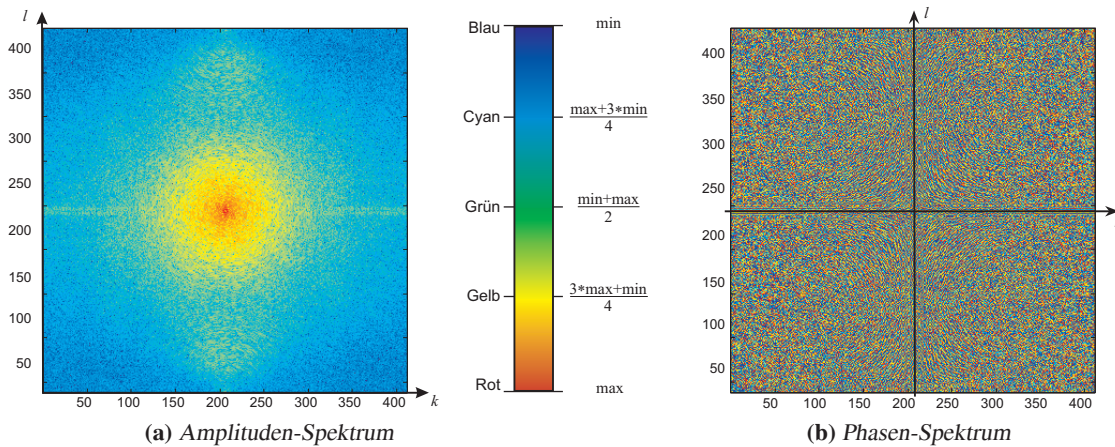 l
400
350
300
250
200
150
100
50
50 100 150 200 250 300 350 400
k
(a) Amplituden-Spektrum
Blau min
Cyan max+3*min
4
Grün min+max
2
Gelb 3*max+min
4
Rot max
l
400
350
300
250
200
150
100
50
50 100 150 200 250 300 350 400
(b) Phasen-Spektrum